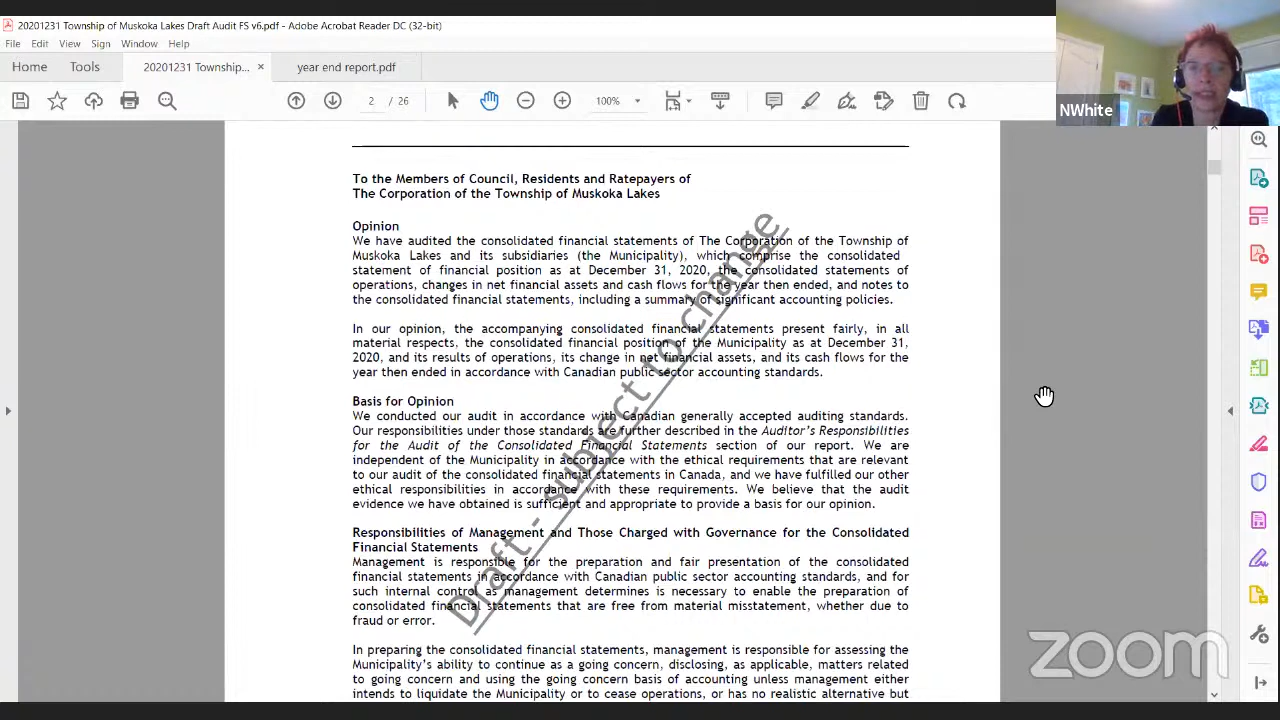 20201231 Township of Muskoka Lakes Draft Audit FS v6.pdf - Adobe Acrobat Reader DC (32-bit)
File Edit View Sign Window Help
Home Tools 20201231 Township... × year end report.pdf
2 / 26 100%
NWhite
To the Members of Council, Residents and Ratepayers of
The Corporation of the Township of Muskoka Lakes
Opinion
We have audited the consolidated financial statements of The Corporation of the Township of
Muskoka Lakes and its subsidiaries (the Municipality), which comprise the consolidated
statement of financial position as at December 31, 2020, the consolidated statements of
operations, changes in net financial assets and cash flows for the year then ended, and notes to
the consolidated financial statements, including a summary of significant accounting policies.
In our opinion, the accompanying consolidated financial statements present fairly, in all
material respects, the consolidated financial position of the Municipality as at December 31,
2020, and its results of operations, its change in net financial assets, and its cash flows for the
year then ended in accordance with Canadian public sector accounting standards.
Basis for Opinion
We conducted our audit in accordance with Canadian generally accepted auditing standards.
Our responsibilities under those standards are further described in the Auditor's Responsibilities
for the Audit of the Consolidated Financial Statements section of our report. We are
independent of the Municipality in accordance with the ethical requirements that are relevant
to our audit of the consolidated financial statements in Canada, and we have fulfilled our other
ethical responsibilities in accordance with these requirements. We believe that the audit
evidence we have obtained is sufficient and appropriate to provide a basis for our opinion.
Responsibilities of Management and Those Charged with Governance for the Consolidated
Financial Statements
Management is responsible for the preparation and fair presentation of the consolidated
financial statements in accordance with Canadian public sector accounting standards, and for
such internal control as management determines is necessary to enable the preparation of
consolidated financial statements that are free from material misstatement, whether due to
fraud or error.
In preparing the consolidated financial statements, management is responsible for assessing the
Municipality's ability to continue as a going concern, disclosing, as applicable, matters related
to going concern and using the going concern basis of accounting unless management either
intends to liquidate the Municipality or to cease operations, or has no realistic alternative but
Draft - subject to change
zoom